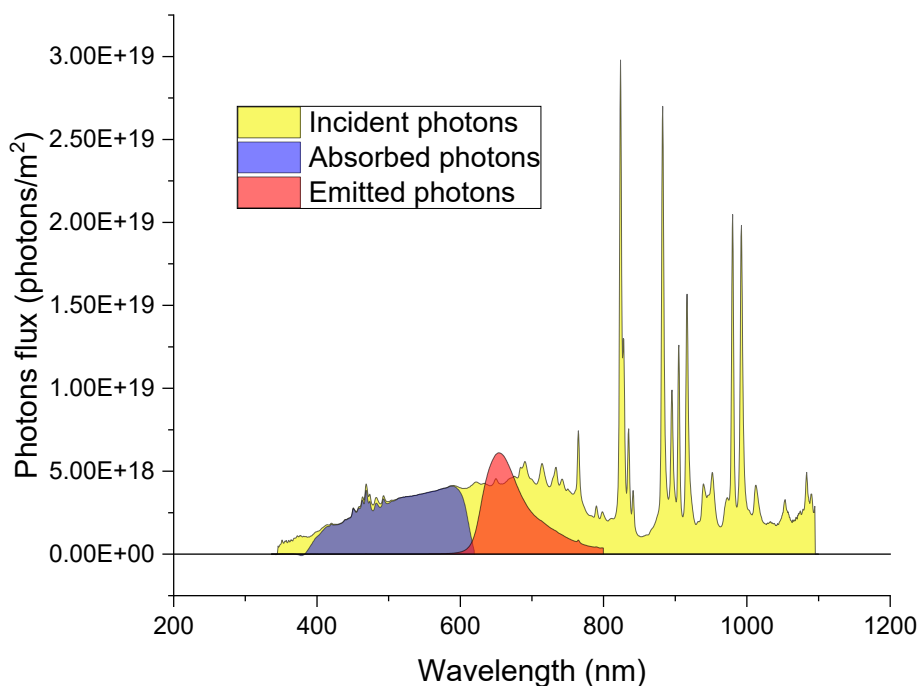 3.00E+19
2.50E+19
2.00E+19
1.50E+19
1.00E+19
5.00E+18
0.00E+00
Photons flux (photons/m²)
Incident photons
Absorbed photons
Emitted photons
200 400 600 800 1000 1200
Wavelength (nm)